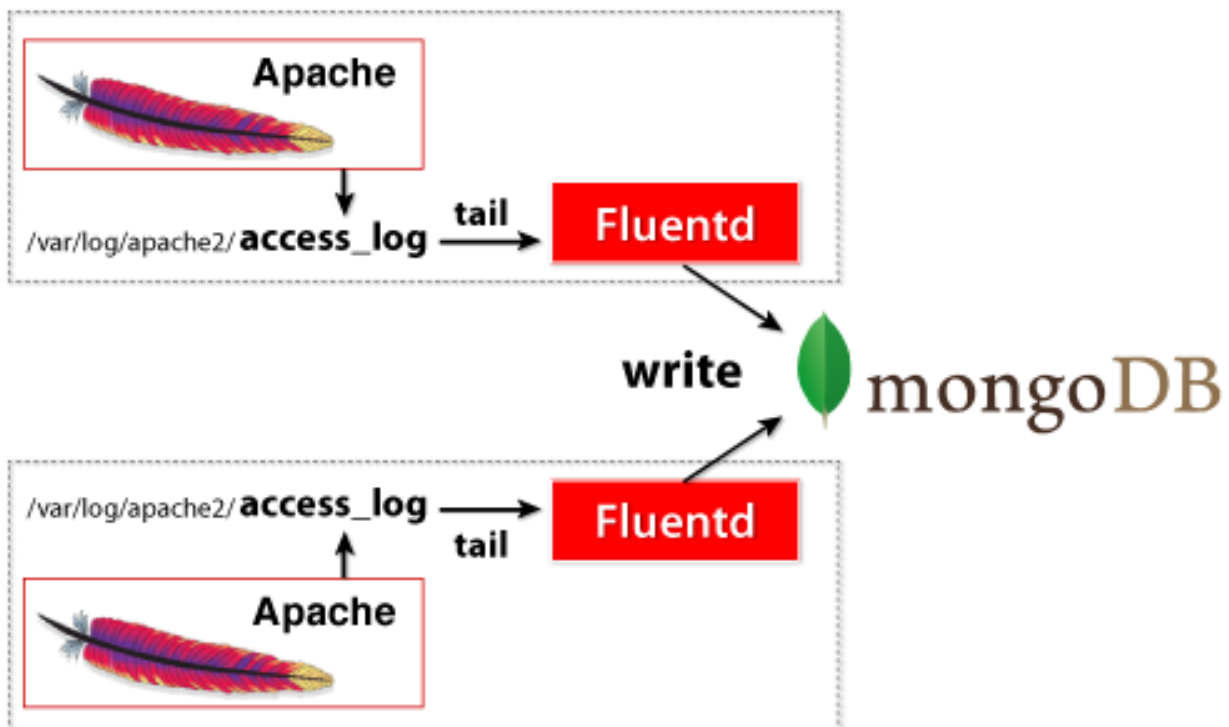 Apache
/var/log/apache2/access_log
tail
Fluentd
write
mongoDB
/var/log/apache2/access_log
tail
Fluentd
Apache